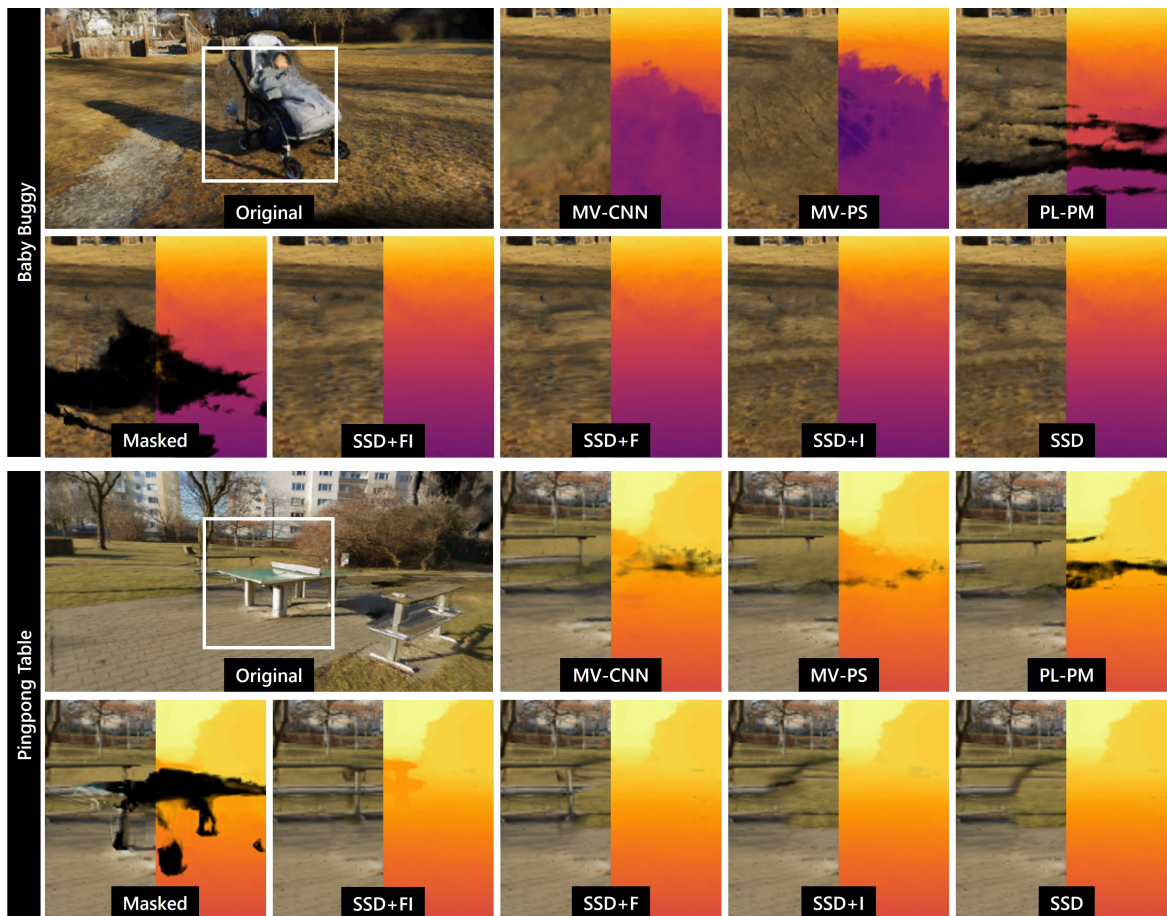 Baby Buggy
Original
MV-CNN
MV-PS
PL-PM
Masked
SSD+FI
SSD+F
SSD+I
SSD
Pingpong Table
Original
MV-CNN
MV-PS
PL-PM
Masked
SSD+FI
SSD+F
SSD+I
SSD